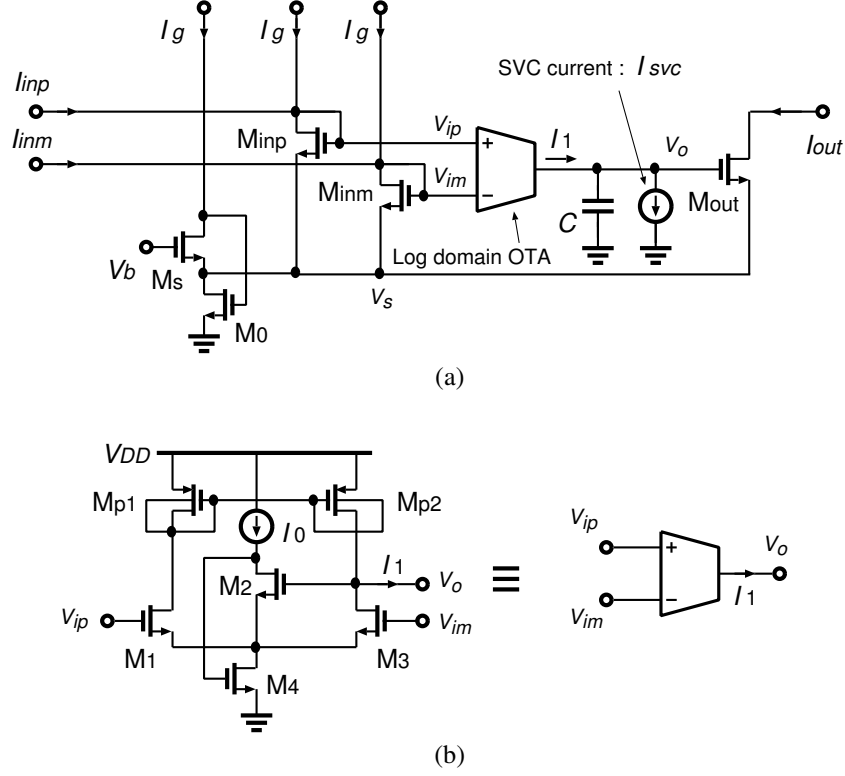 Ig Ig Ig
SVC current : Isvc
Iinp
Minp Vip + I1 Vo Iout
Iinm
Minm Vim − Mout
C
Vb Ms Log domain OTA
Vs
M0
(a)
VDD
Mp1 Mp2
I0
Vip
M2 I1 Vo ≡ + Vo
Vip Vim Vim − I1
M1 M3
M4
(b)